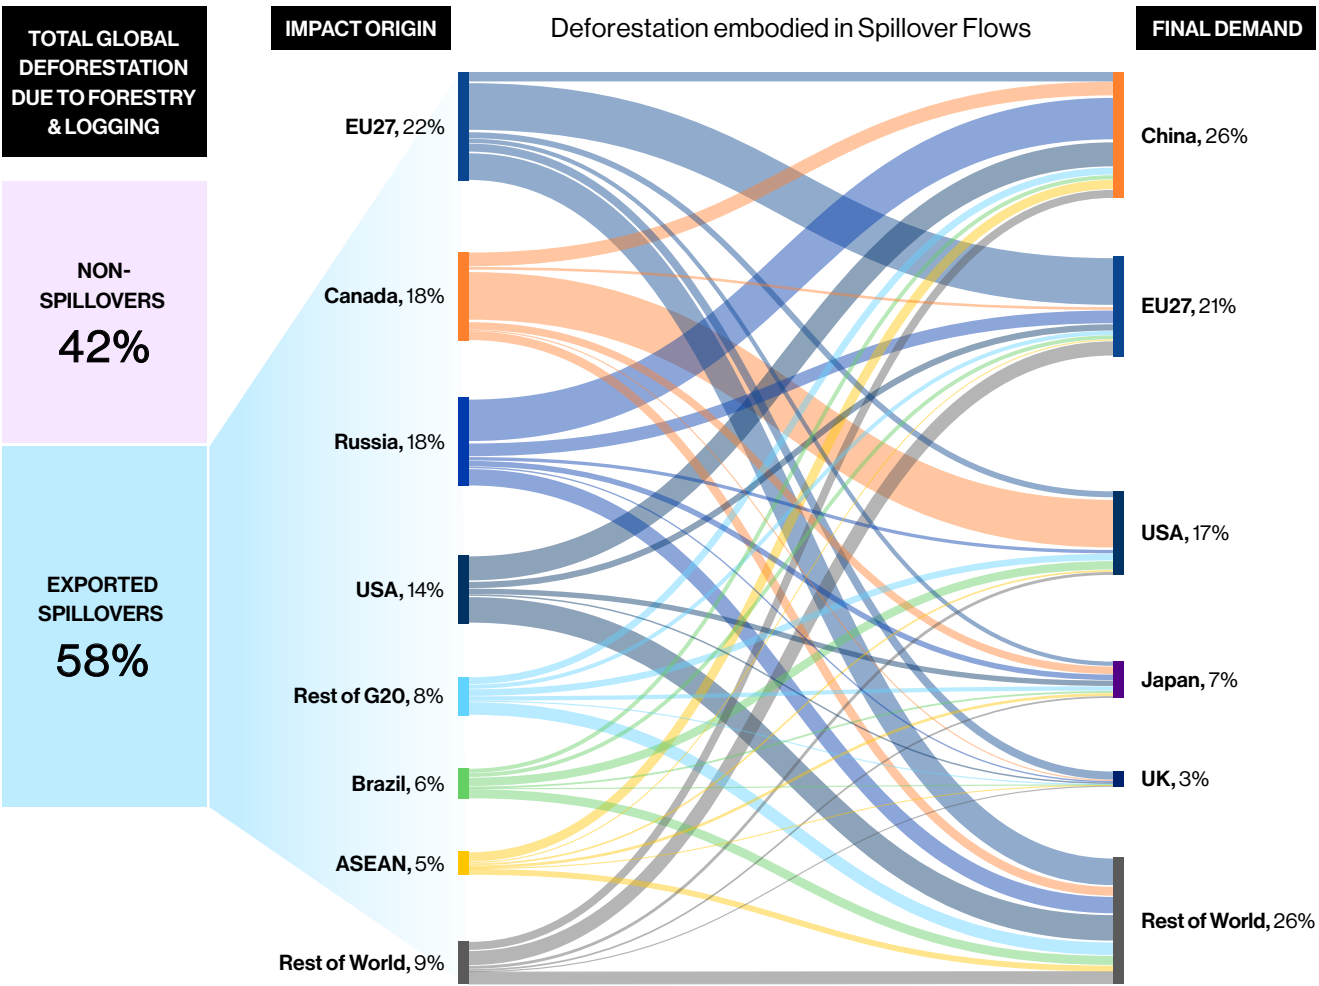 TOTAL GLOBAL
DEFORESTATION
DUE TO FORESTRY
& LOGGING
IMPACT ORIGIN
Deforestation embodied in Spillover Flows
FINAL DEMAND
NON-
SPILLOVERS
42%
EXPORTED
SPILLOVERS
58%
EU27, 22%
Canada, 18%
Russia, 18%
USA, 14%
Rest of G20, 8%
Brazil, 6%
ASEAN, 5%
Rest of World, 9%
China, 26%
EU27, 21%
USA, 17%
Japan, 7%
UK, 3%
Rest of World, 26%